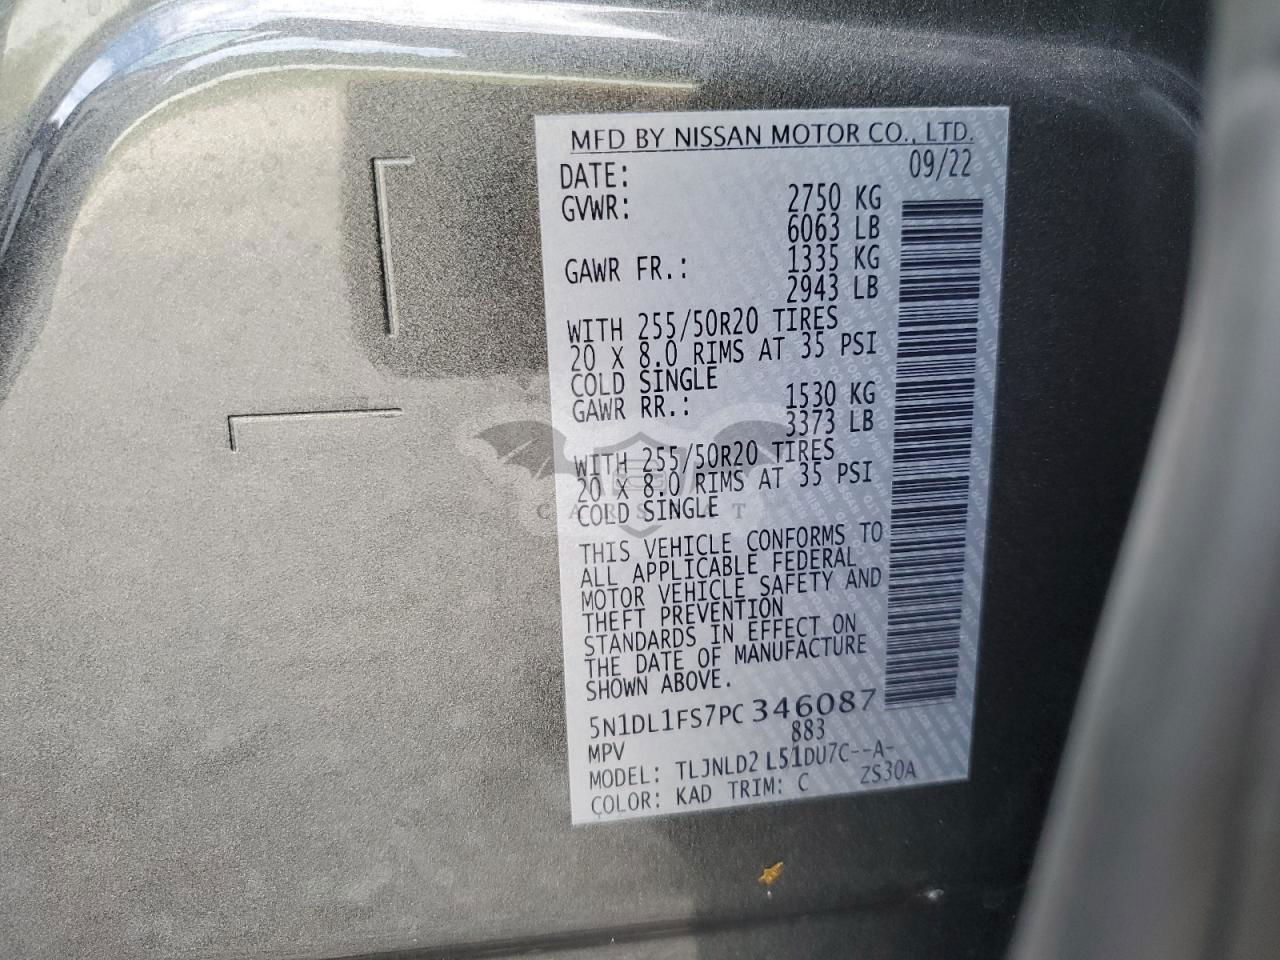 MFD BY NISSAN MOTOR CO., LTD.
DATE: 09/22
GVWR: 2750 KG
6063 LB
GAWR FR.: 1335 KG
2943 LB
WITH 255/50R20 TIRES
20 X 8.0 RIMS AT 35 PSI
COLD SINGLE
GAWR RR.: 1530 KG
3373 LB
WITH 255/50R20 TIRES
20 X 8.0 RIMS AT 35 PSI
COLD SINGLE
THIS VEHICLE CONFORMS TO
ALL APPLICABLE FEDERAL
MOTOR VEHICLE SAFETY AND
THEFT PREVENTION
STANDARDS IN EFFECT ON
THE DATE OF MANUFACTURE
SHOWN ABOVE.
5N1DL1FS7PC 346087
MPV 883
MODEL: TLJNLD2 L51DU7C--A-
COLOR: KAD TRIM: C ZS30A